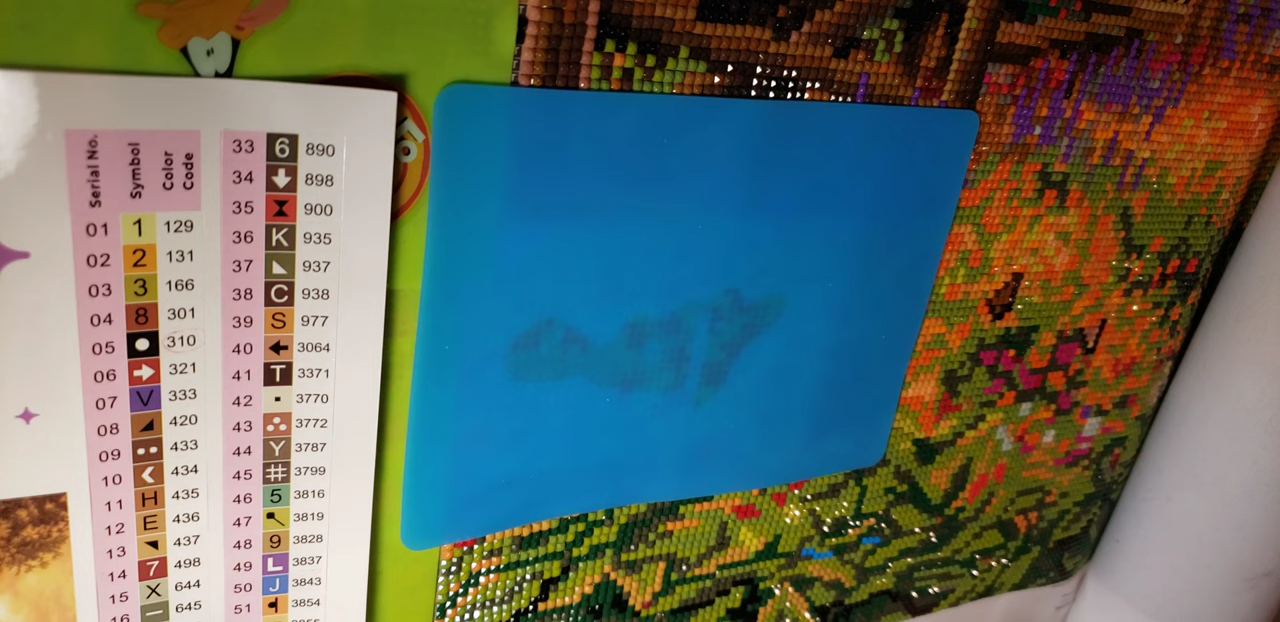 Serial No. Symbol Color Code
01 1 129
02 2 131
03 3 166
04 8 301
05 310
06 321
07 V 333
08 420
09 433
10 434
11 H 435
12 E 436
13 437
14 7 498
15 X 644
16 645
33 6 890
34 898
35 900
36 K 935
37 937
38 C 938
39 S 977
40 3064
41 T 3371
42 3770
43 3772
44 Y 3787
45 # 3799
46 5 3816
47 3819
48 9 3828
49 L 3837
50 J 3843
51 3854